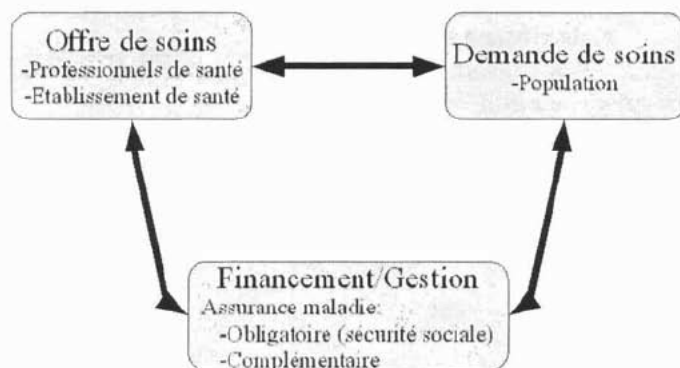 Offre de soins
-Professionnels de santé
-Etablissement de santé
Demande de soins
-Population
Financement/Gestion
Assurance maladie:
-Obligatoire (sécurité sociale)
-Complémentaire